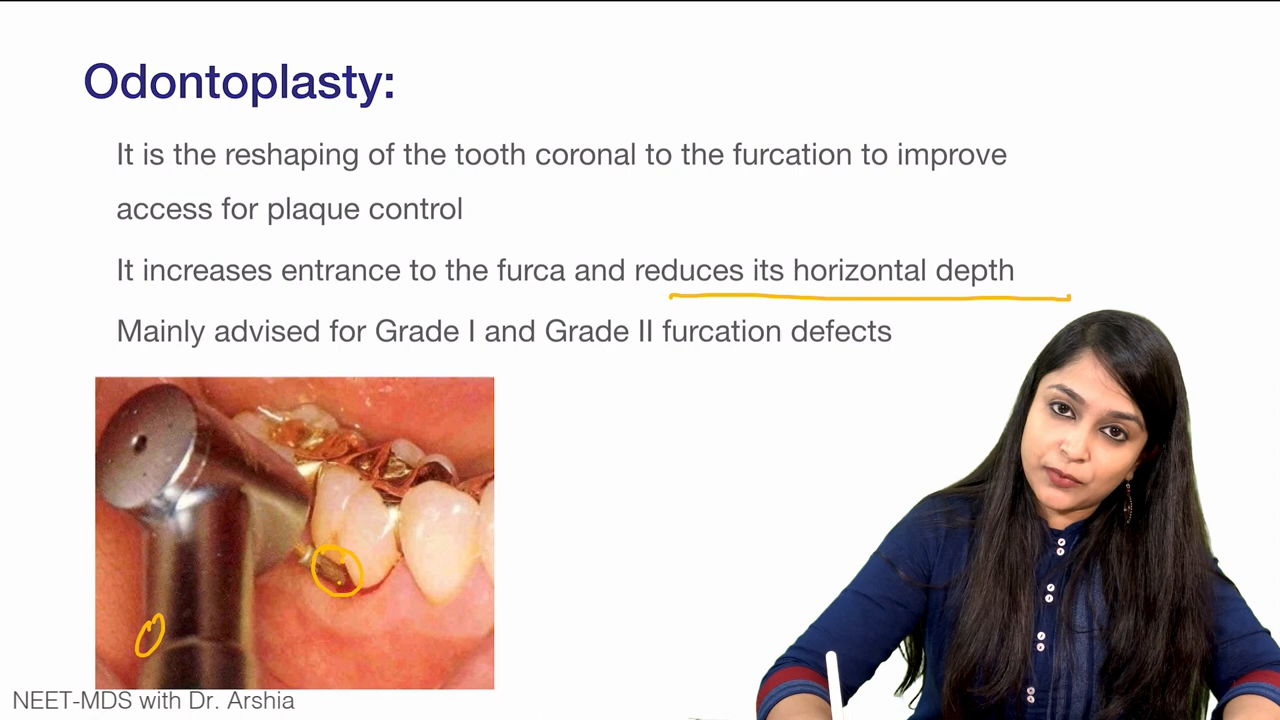 Odontoplasty:
It is the reshaping of the tooth coronal to the furcation to improve
access for plaque control
It increases entrance to the furca and reduces its horizontal depth
Mainly advised for Grade I and Grade II furcation defects
NEET-MDS with Dr. Arshia